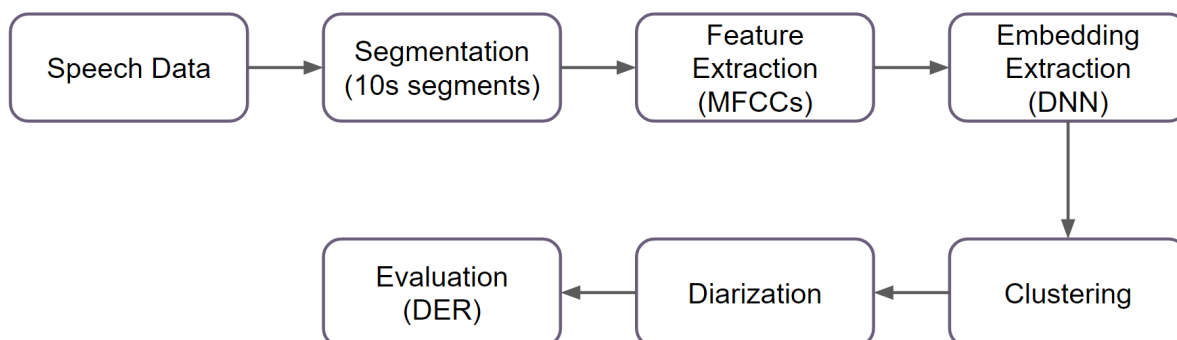 Speech Data
Segmentation
(10s segments)
Feature
Extraction
(MFCCs)
Embedding
Extraction
(DNN)
Clustering
Diarization
Evaluation
(DER)